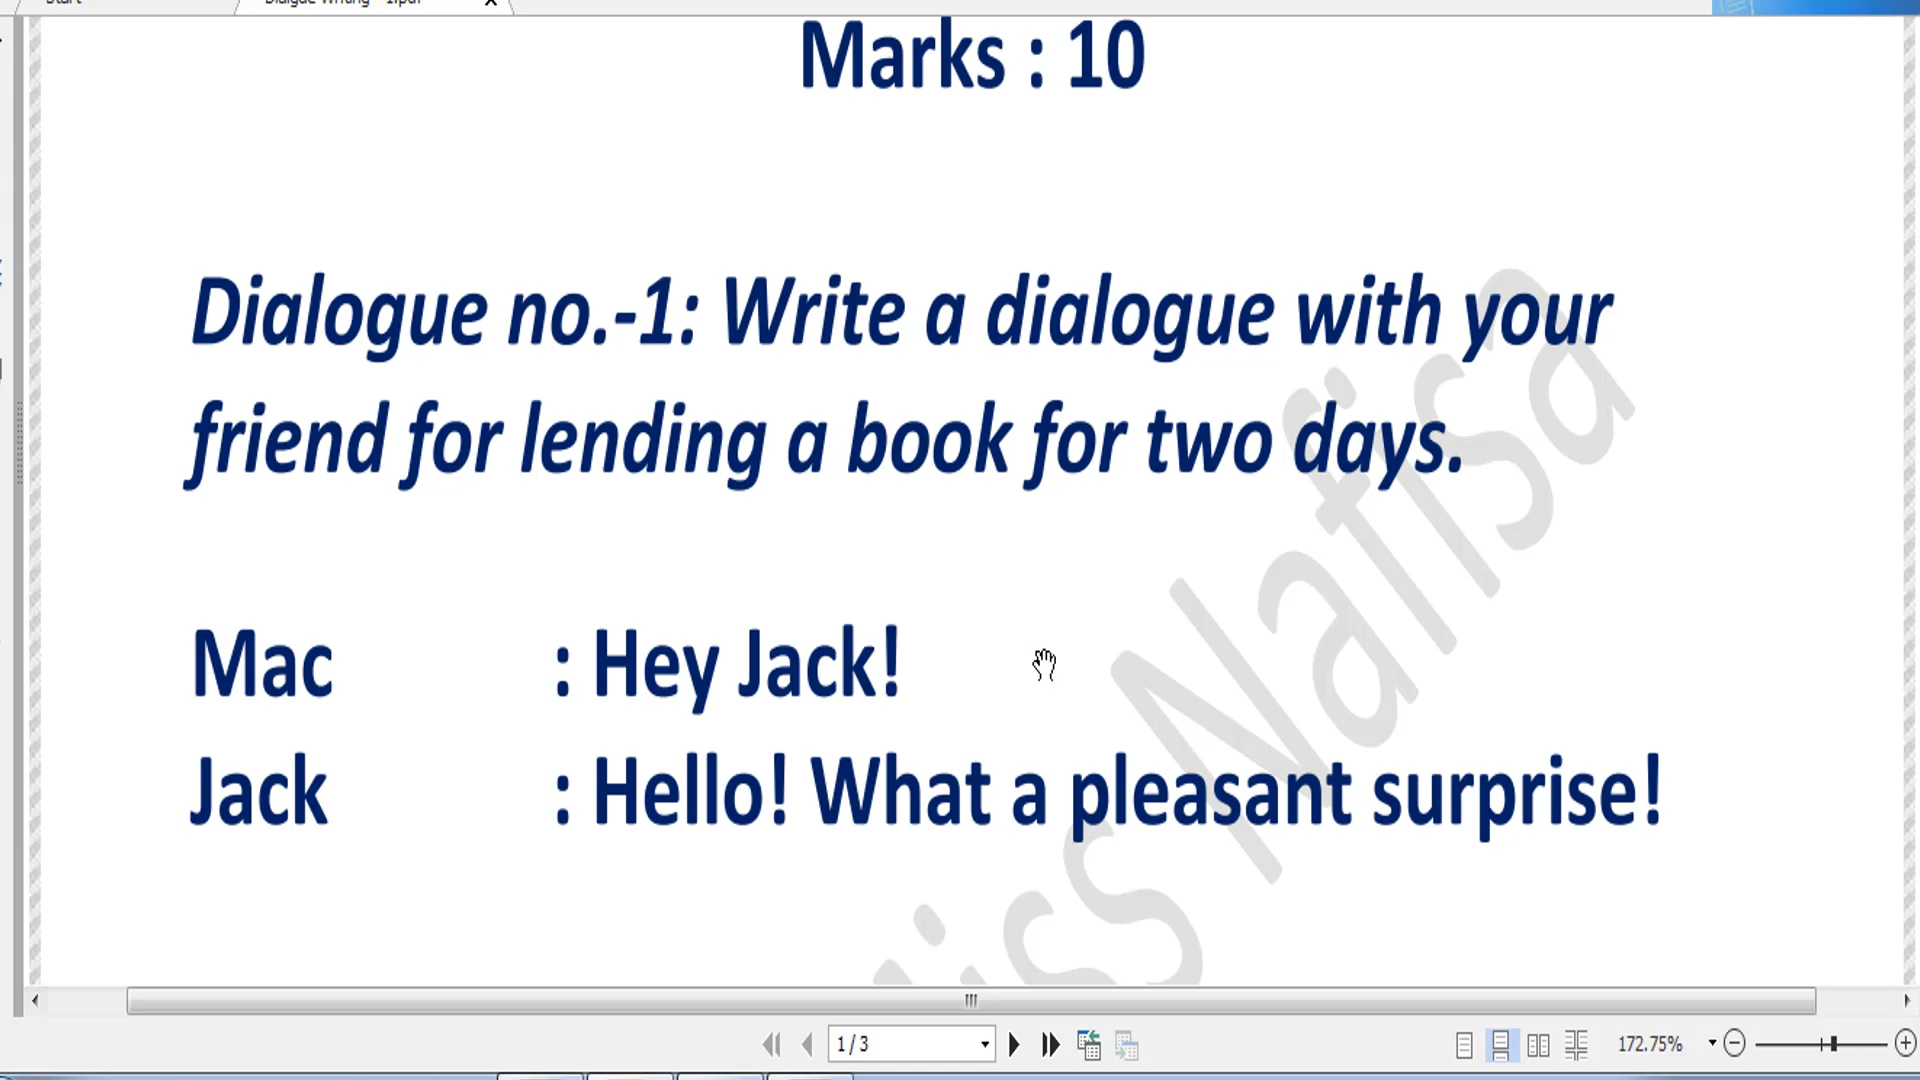 Marks : 10
Dialogue no.-1: Write a dialogue with your
friend for lending a book for two days.
Mac : Hey Jack!
Jack : Hello! What a pleasant surprise!
Nafisa
1 / 3
172.75%